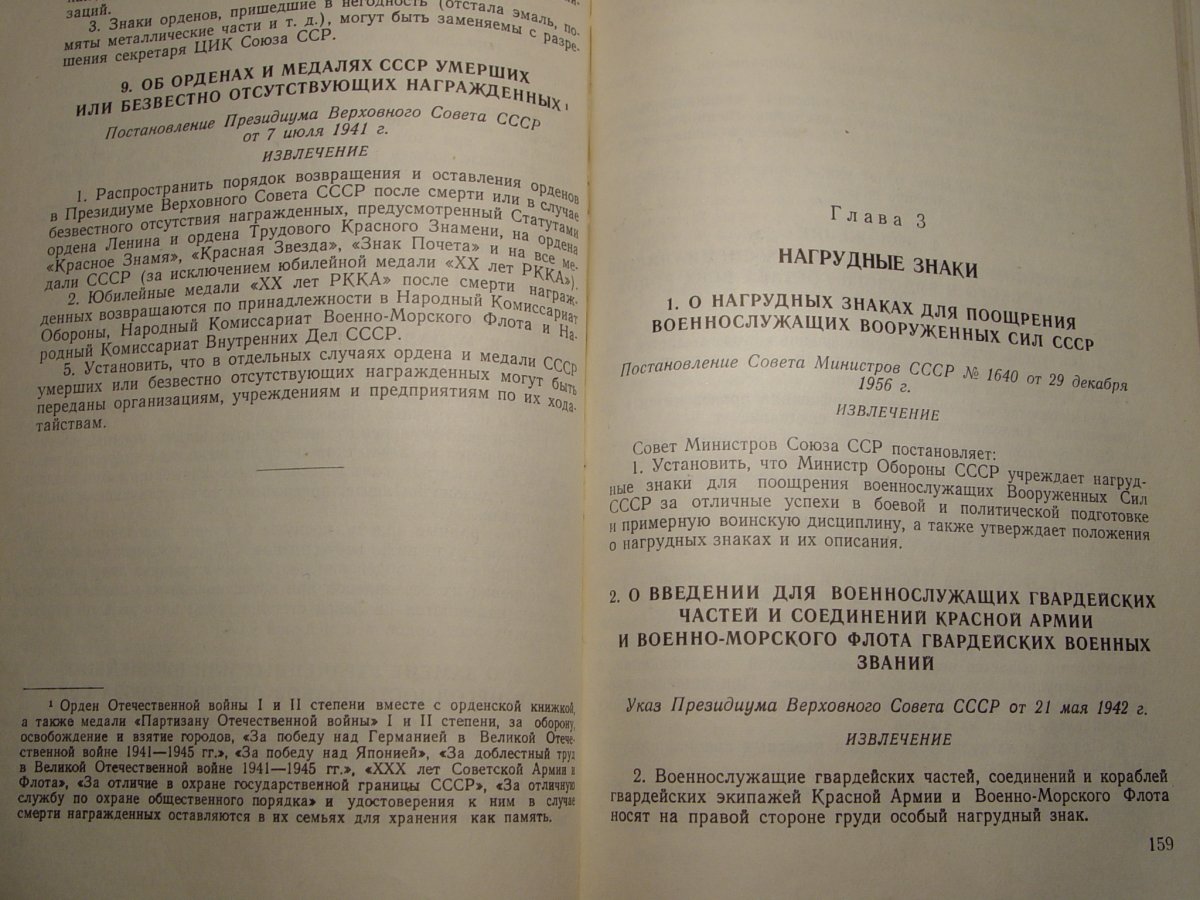 заций.
3. Знаки орденов, пришедшие в негодность (отстала эмаль, по-
мяты металлические части и т. д.), могут быть заменяемы с разре-
шения секретаря ЦИК Союза ССР.
9. ОБ ОРДЕНАХ И МЕДАЛЯХ СССР УМЕРШИХ
ИЛИ БЕЗВЕСТНО ОТСУТСТВУЮЩИХ НАГРАЖДЕННЫХ¹
Постановление Президиума Верховного Совета СССР
от 7 июля 1941 г.
ИЗВЛЕЧЕНИЕ
1. Распространить порядок возвращения и оставления орденов
в Президиуме Верховного Совета СССР после смерти или в случае
безвестного отсутствия награжденных, предусмотренный Статутами
ордена Ленина и ордена Трудового Красного Знамени, на ордена
«Красное Знамя», «Красная Звезда», «Знак Почета» и на все ме-
дали СССР (за исключением юбилейной медали «XX лет РККА»).
2. Юбилейные медали «XX лет РККА» после смерти награж-
денных возвращаются по принадлежности в Народный Комиссариат
Обороны, Народный Комиссариат Военно-Морского Флота и На-
родный Комиссариат Внутренних Дел СССР.
5. Установить, что в отдельных случаях ордена и медали СССР
умерших или безвестно отсутствующих награжденных могут быть
переданы организациям, учреждениям и предприятиям по их хода-
тайствам.
¹ Орден Отечественной войны I и II степени вместе с орденской книжкой,
а также медали «Партизану Отечественной войны» I и II степени, за оборону,
освобождение и взятие городов, «За победу над Германией в Великой Отече-
ственной войне 1941—1945 гг.», «За победу над Японией», «За доблестный труд
в Великой Отечественной войне 1941—1945 гг.», «XXX лет Советской Армии и
Флота», «За отличие в охране государственной границы СССР», «За отличную
службу по охране общественного порядка» и удостоверения к ним в случае
смерти награжденных оставляются в их семьях для хранения как память.
Глава 3
НАГРУДНЫЕ ЗНАКИ
1. О НАГРУДНЫХ ЗНАКАХ ДЛЯ ПООЩРЕНИЯ
ВОЕННОСЛУЖАЩИХ ВООРУЖЕННЫХ СИЛ СССР
Постановление Совета Министров СССР № 1640 от 29 декабря
1956 г.
ИЗВЛЕЧЕНИЕ
Совет Министров Союза ССР постановляет:
1. Установить, что Министр Обороны СССР учреждает нагруд-
ные знаки для поощрения военнослужащих Вооруженных Сил
СССР за отличные успехи в боевой и политической подготовке
и примерную воинскую дисциплину, а также утверждает положения
о нагрудных знаках и их описания.
2. О ВВЕДЕНИИ ДЛЯ ВОЕННОСЛУЖАЩИХ ГВАРДЕЙСКИХ
ЧАСТЕЙ И СОЕДИНЕНИЙ КРАСНОЙ АРМИИ
И ВОЕННО-МОРСКОГО ФЛОТА ГВАРДЕЙСКИХ ВОЕННЫХ
ЗВАНИЙ
Указ Президиума Верховного Совета СССР от 21 мая 1942 г.
ИЗВЛЕЧЕНИЕ
2. Военнослужащие гвардейских частей, соединений и кораблей
гвардейских экипажей Красной Армии и Военно-Морского Флота
носят на правой стороне груди особый нагрудный знак.
159